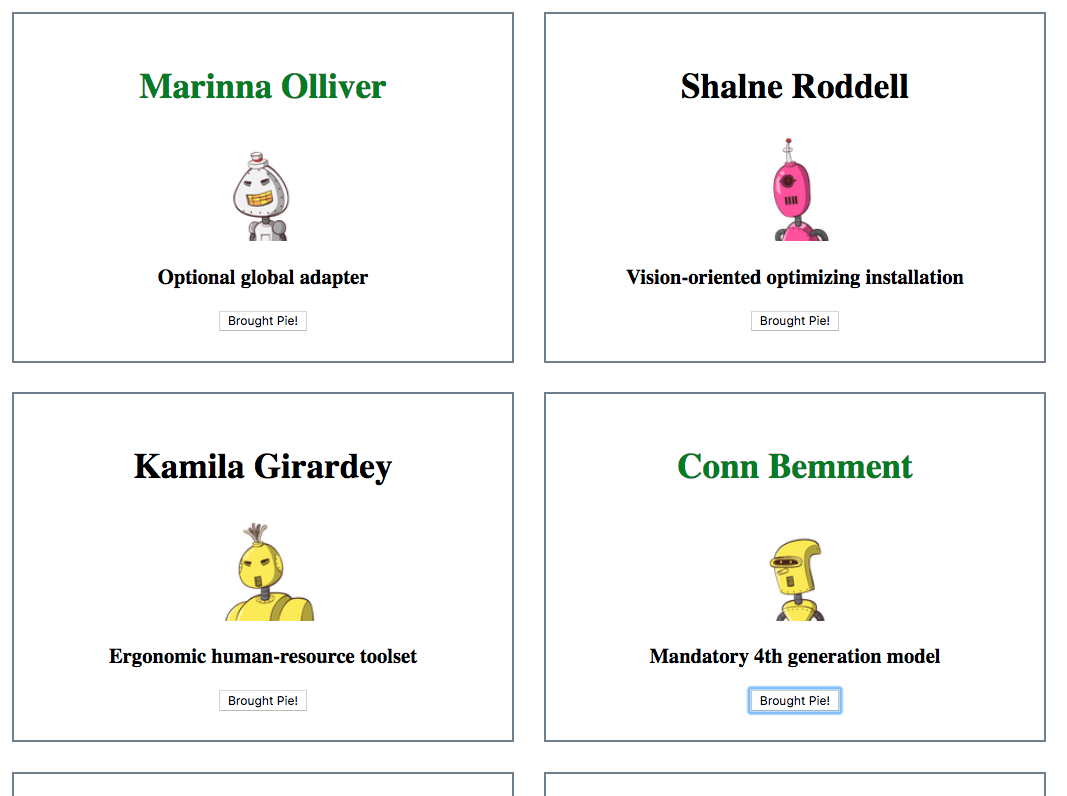 Marinna Olliver
Optional global adapter
Brought Pie!
Shalne Roddell
Vision-oriented optimizing installation
Brought Pie!
Kamila Girardey
Ergonomic human-resource toolset
Brought Pie!
Conn Bemment
Mandatory 4th generation model
Brought Pie!